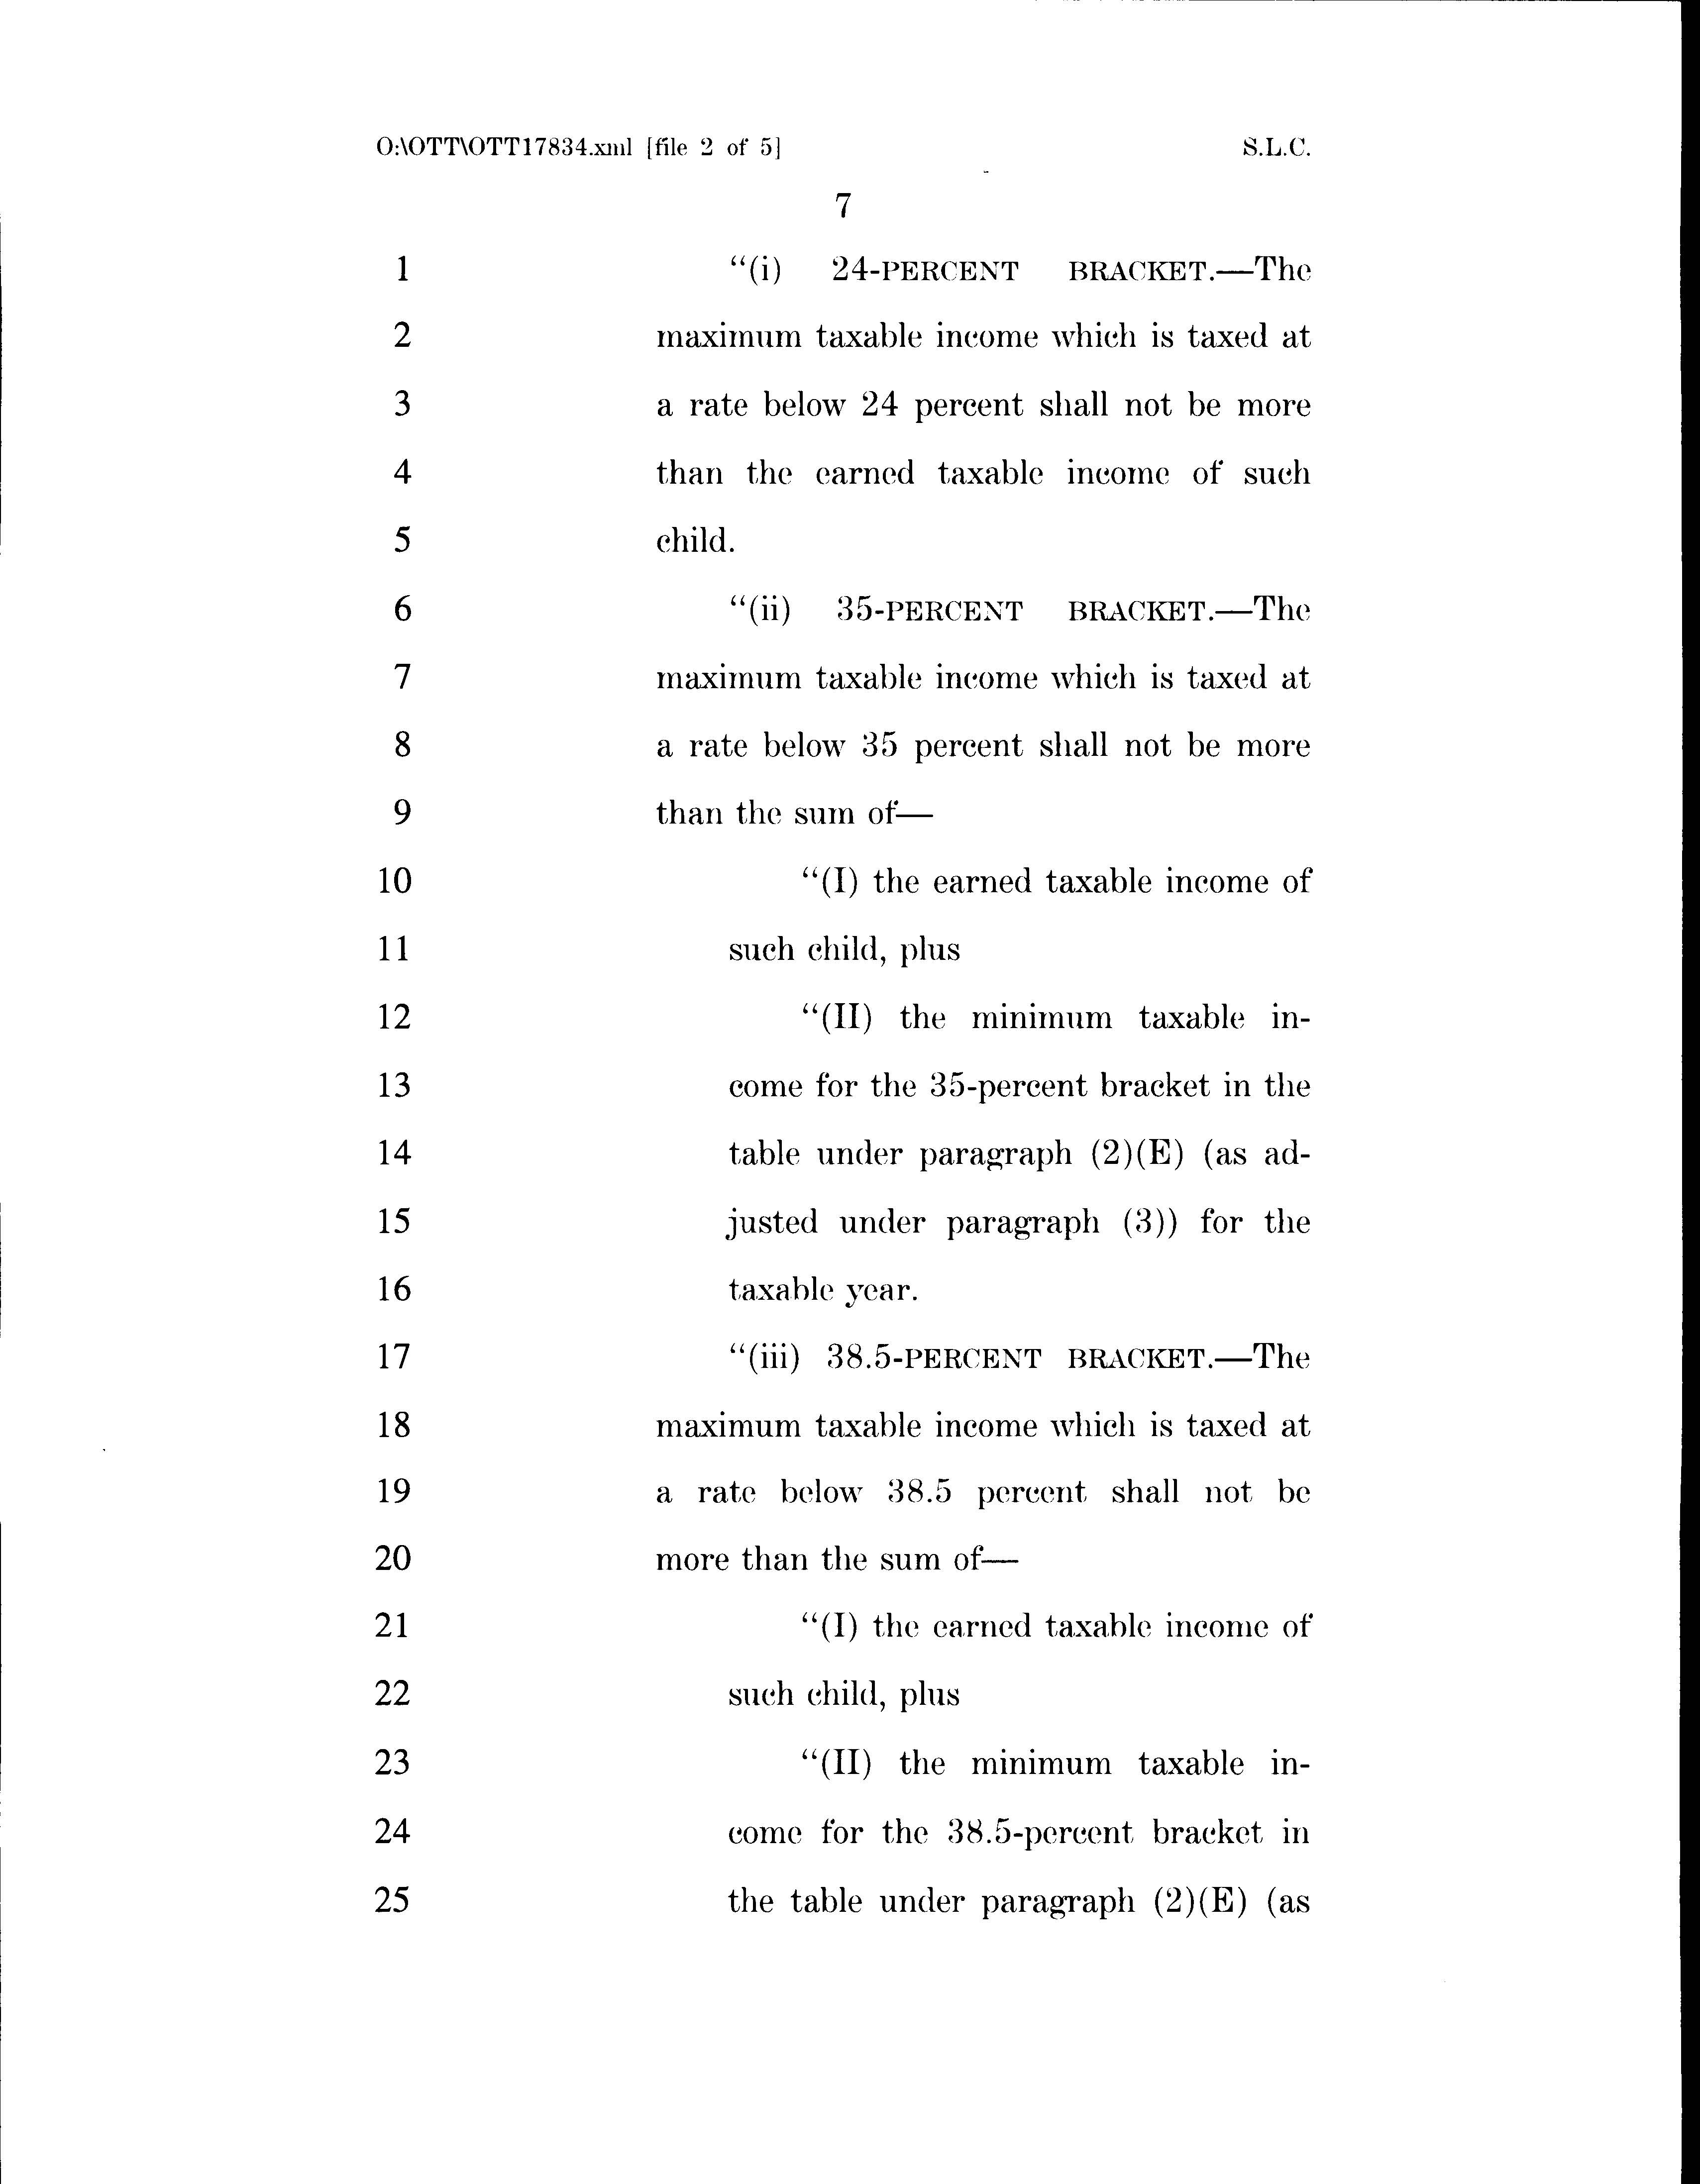 O:\OTT\OTT17834.xml [file 2 of 5] S.L.C.
7
1 “(i) 24-PERCENT BRACKET.—The
2 maximum taxable income which is taxed at
3 a rate below 24 percent shall not be more
4 than the earned taxable income of such
5 child.
6 “(ii) 35-PERCENT BRACKET.—The
7 maximum taxable income which is taxed at
8 a rate below 35 percent shall not be more
9 than the sum of—
10 “(I) the earned taxable income of
11 such child, plus
12 “(II) the minimum taxable in-
13 come for the 35-percent bracket in the
14 table under paragraph (2)(E) (as ad-
15 justed under paragraph (3)) for the
16 taxable year.
17 “(iii) 38.5-PERCENT BRACKET.—The
18 maximum taxable income which is taxed at
19 a rate below 38.5 percent shall not be
20 more than the sum of—
21 “(I) the earned taxable income of
22 such child, plus
23 “(II) the minimum taxable in-
24 come for the 38.5-percent bracket in
25 the table under paragraph (2)(E) (as